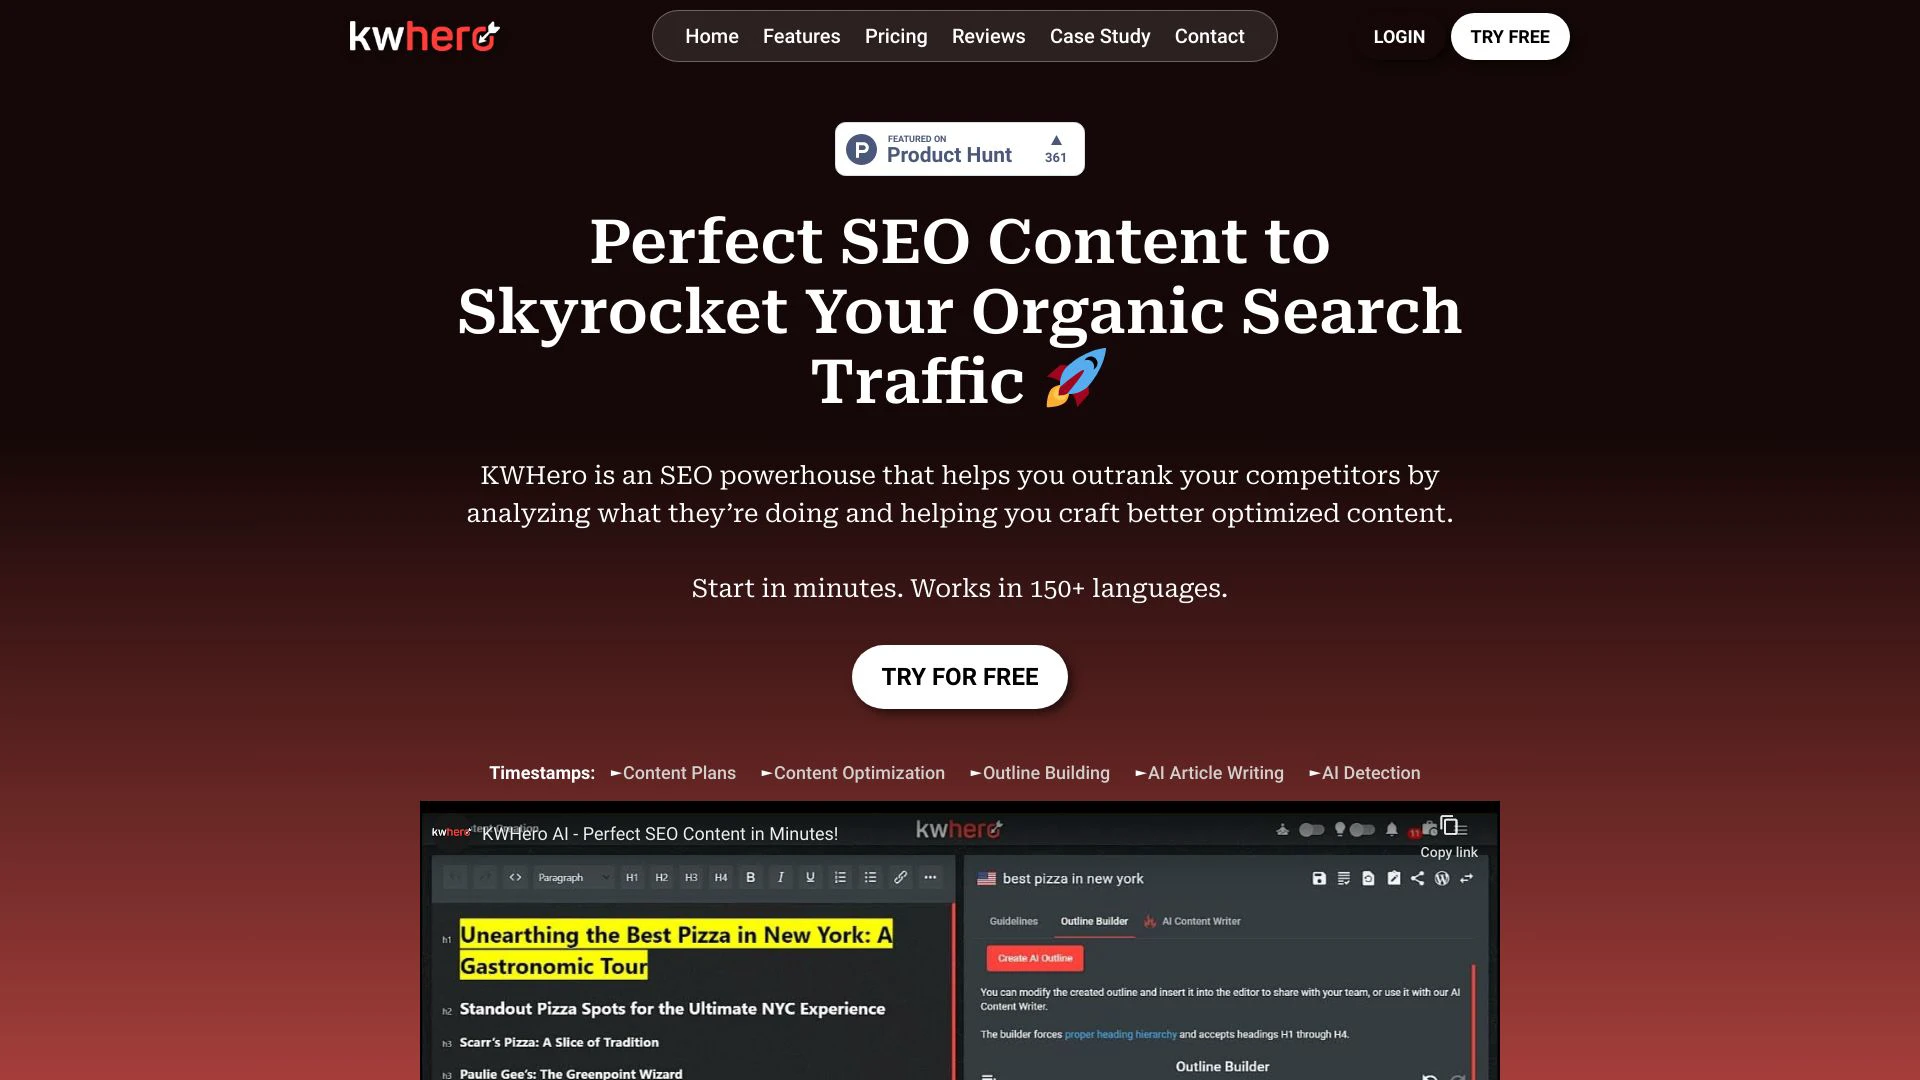 kwhero
Home Features Pricing Reviews Case Study Contact
LOGIN
TRY FREE
FEATURED ON
Product Hunt
361
Perfect SEO Content to
Skyrocket Your Organic Search
Traffic 🚀
KWHero is an SEO powerhouse that helps you outrank your competitors by
analyzing what they’re doing and helping you craft better optimized content.
Start in minutes. Works in 150+ languages.
TRY FOR FREE
Timestamps: ►Content Plans ►Content Optimization ►Outline Building ►AI Article Writing ►AI Detection
kwhero KWHero AI - Perfect SEO Content in Minutes!
kwhero
11
Copy link
Paragraph H1 H2 H3 H4 B I U
best pizza in new york
Guidelines Outline Builder AI Content Writer
h1 Unearthing the Best Pizza in New York: A
Gastronomic Tour
Create AI Outline
You can modify the created outline and insert it into the editor to share with your team, or use it with our AI
Content Writer.
h2 Standout Pizza Spots for the Ultimate NYC Experience
The builder forces proper heading hierarchy and accepts headings H1 through H4.
h3 Scarr's Pizza: A Slice of Tradition
Outline Builder
h3 Paulie Gee's: The Greenpoint Wizard